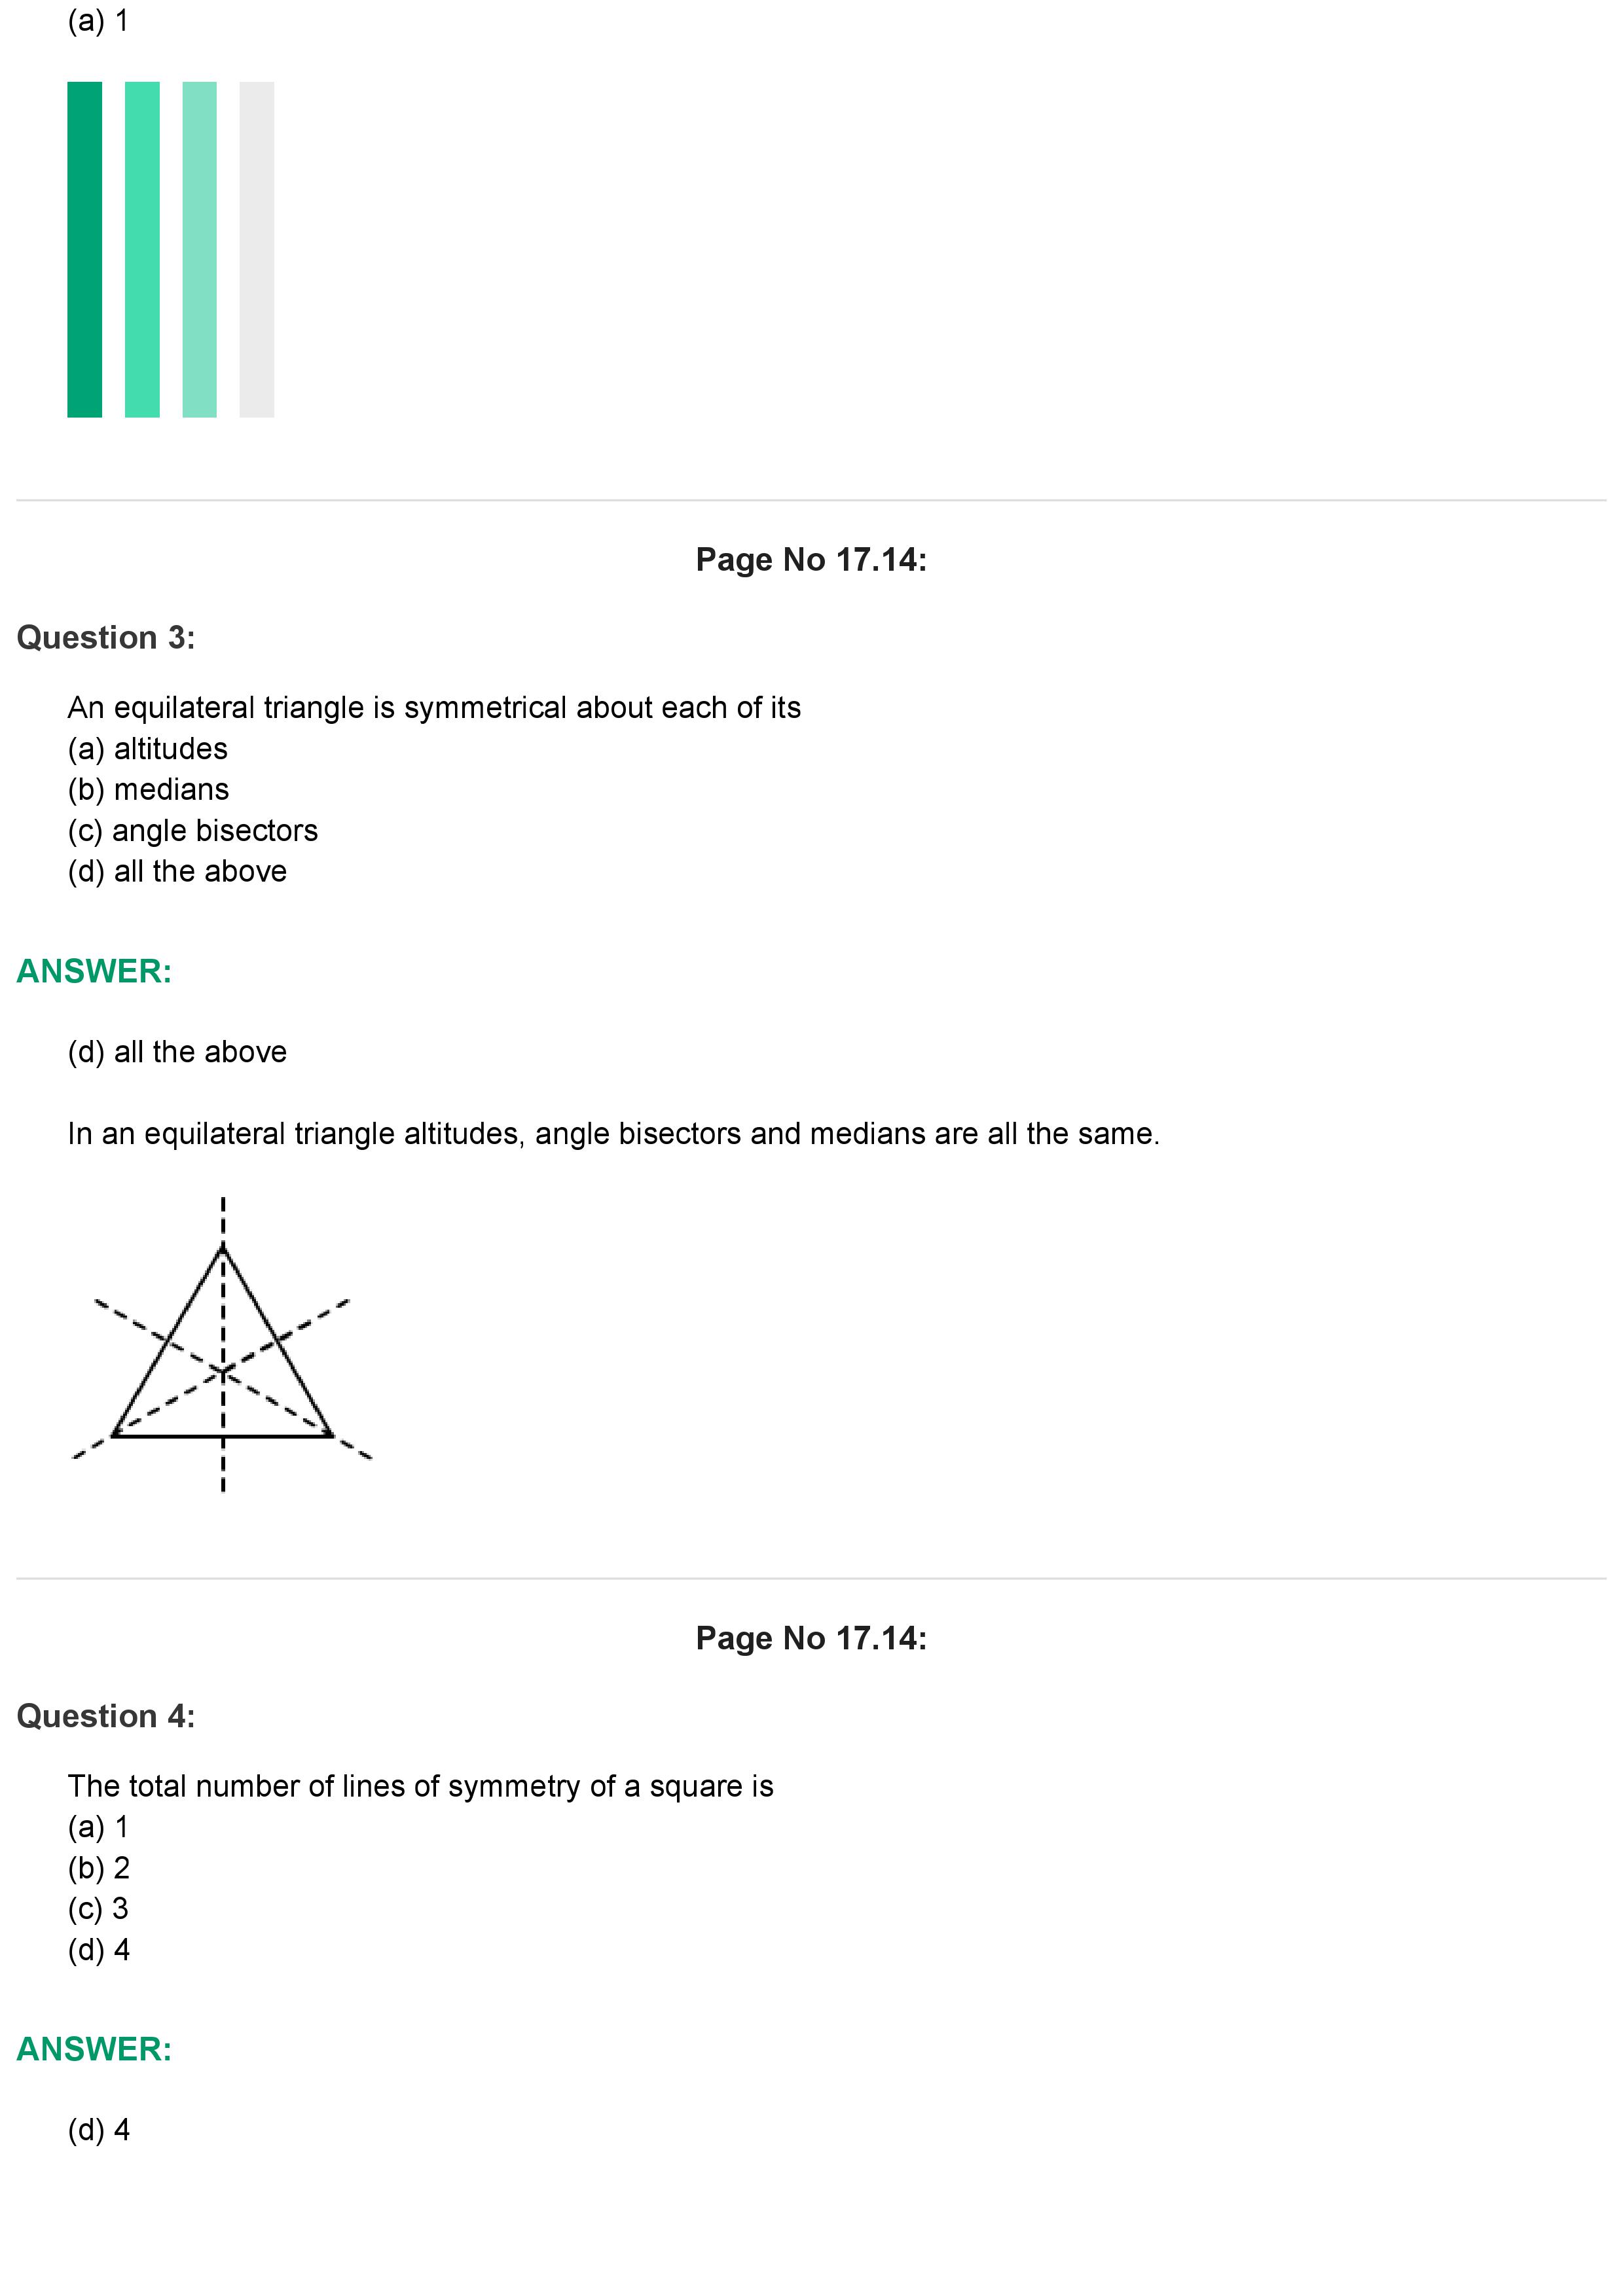 (a) 1
Page No 17.14:
Question 3:
An equilateral triangle is symmetrical about each of its
(a) altitudes
(b) medians
(c) angle bisectors
(d) all the above
ANSWER:
(d) all the above
In an equilateral triangle altitudes, angle bisectors and medians are all the same.
Page No 17.14:
Question 4:
The total number of lines of symmetry of a square is
(a) 1
(b) 2
(c) 3
(d) 4
ANSWER:
(d) 4